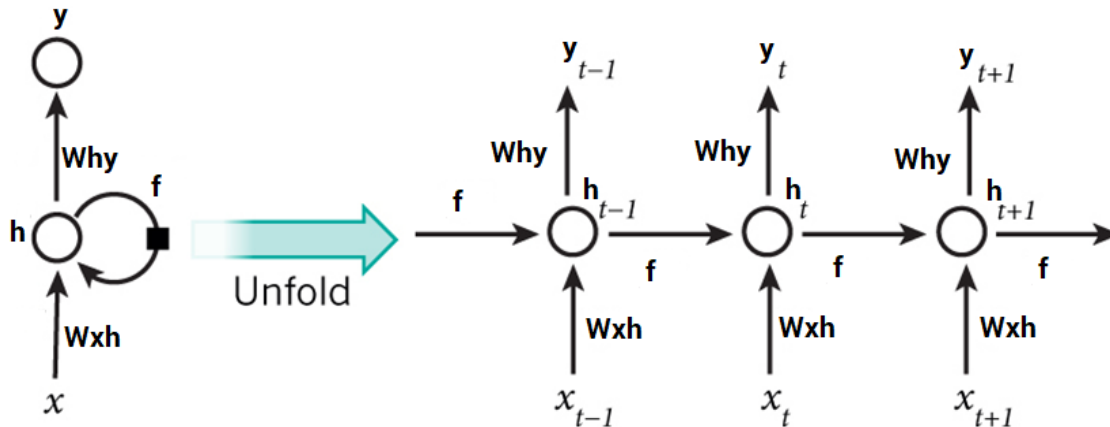 y
Why
f
h
Wxh
x
Unfold
y t-1
y t
y t+1
Why
Why
Why
f
h t-1
h t
h t+1
f
f
f
Wxh
Wxh
Wxh
x t-1
x t
x t+1